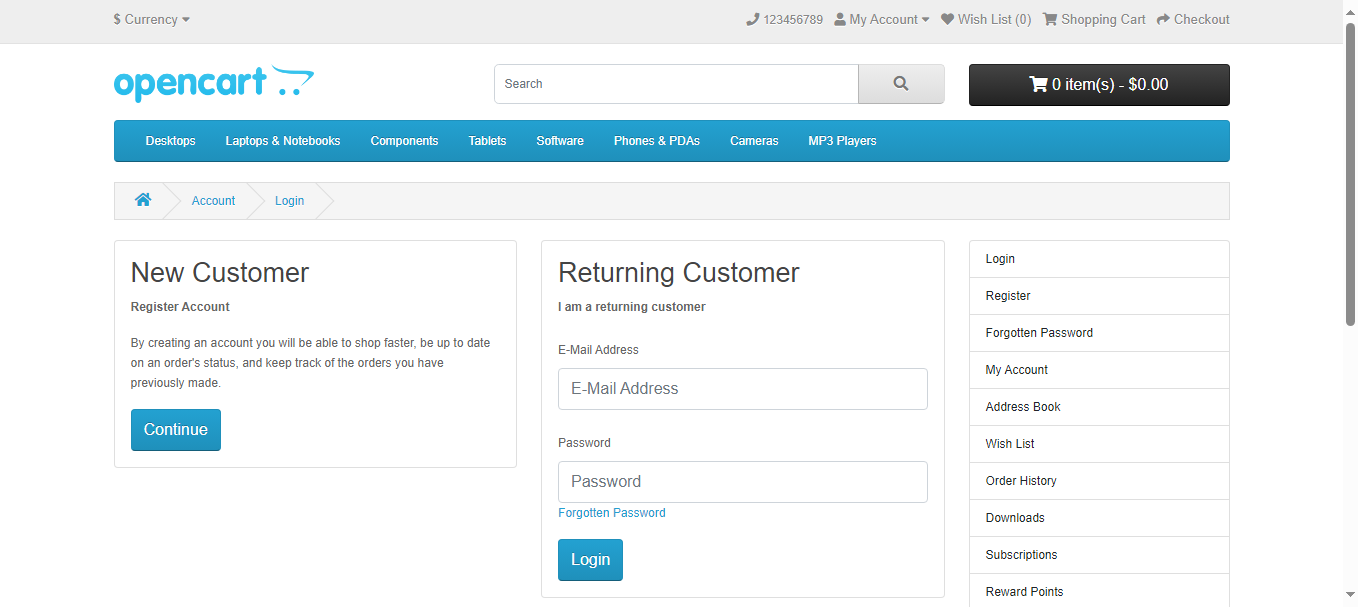 $ Currency
123456789 My Account Wish List (0) Shopping Cart Checkout
opencart
Search
0 item(s) - $0.00
Desktops Laptops & Notebooks Components Tablets Software Phones & PDAs Cameras MP3 Players
Account Login
New Customer
Register Account
By creating an account you will be able to shop faster, be up to date
on an order's status, and keep track of the orders you have
previously made.
Continue
Returning Customer
I am a returning customer
E-Mail Address
E-Mail Address
Password
Password
Forgotten Password
Login
Login
Register
Forgotten Password
My Account
Address Book
Wish List
Order History
Downloads
Subscriptions
Reward Points